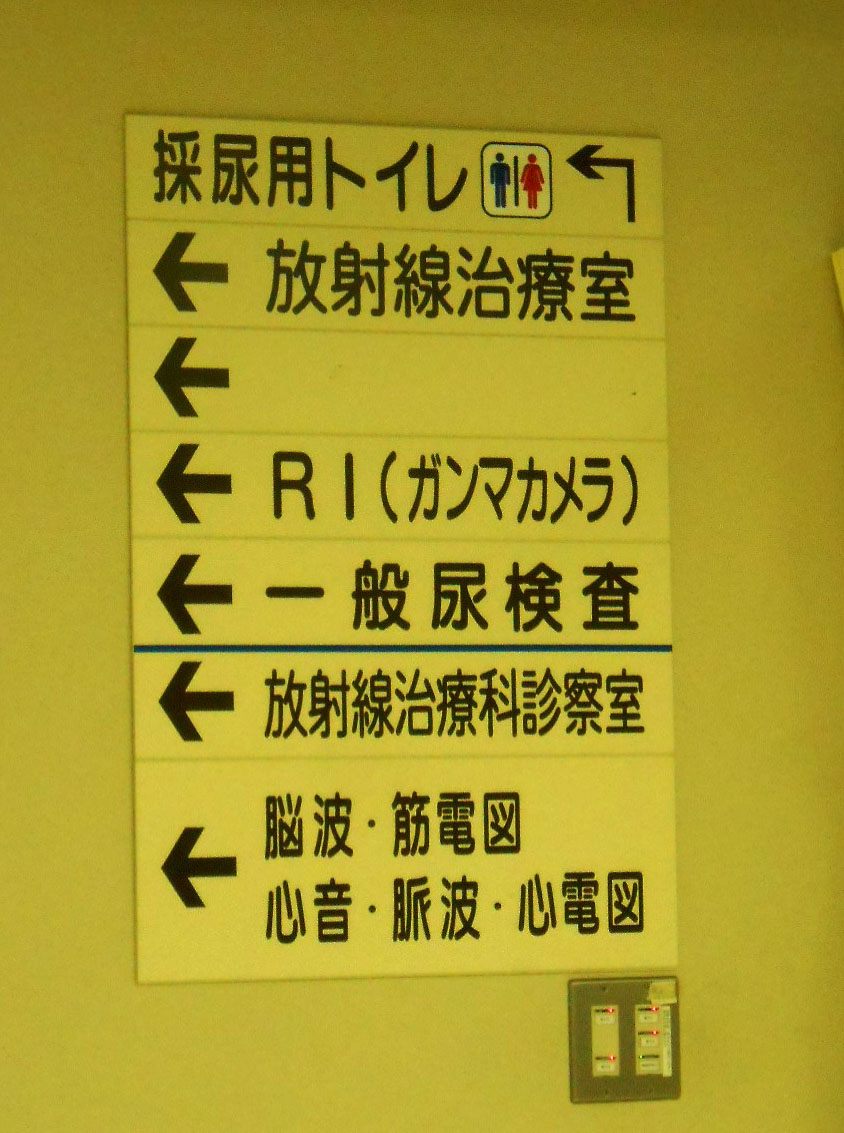 採尿用トイレ
放射線治療室
RI(ガンマカメラ)
一般尿検査
放射線治療科診察室
脳波・筋電図
心音・脈波・心電図